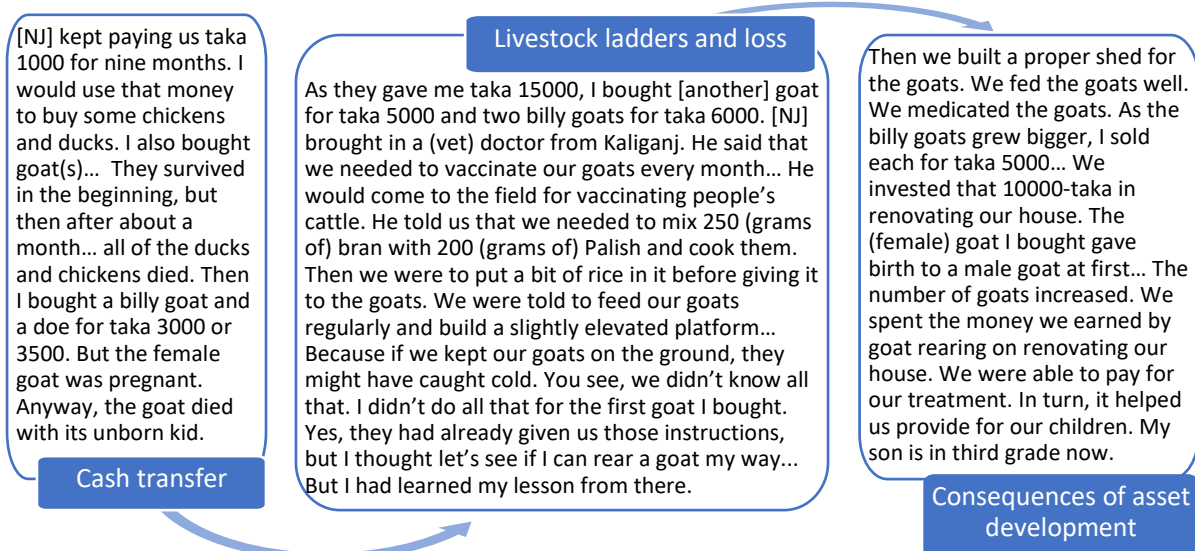 [NJ] kept paying us taka
1000 for nine months. I
would use that money
to buy some chickens
and ducks. I also bought
goat(s)… They survived
in the beginning, but
then after about a
month… all of the ducks
and chickens died. Then
I bought a billy goat and
a doe for taka 3000 or
3500. But the female
goat was pregnant.
Anyway, the goat died
with its unborn kid.
Cash transfer
Livestock ladders and loss
As they gave me taka 15000, I bought [another] goat
for taka 5000 and two billy goats for taka 6000. [NJ]
brought in a (vet) doctor from Kaliganj. He said that
we needed to vaccinate our goats every month… He
would come to the field for vaccinating people’s
cattle. He told us that we needed to mix 250 (grams
of) bran with 200 (grams of) Palish and cook them.
Then we were to put a bit of rice in it before giving it
to the goats. We were told to feed our goats
regularly and build a slightly elevated platform…
Because if we kept our goats on the ground, they
might have caught cold. You see, we didn’t know all
that. I didn’t do all that for the first goat I bought.
Yes, they had already given us those instructions,
but I thought let’s see if I can rear a goat my way...
But I had learned my lesson from there.
Then we built a proper shed for
the goats. We fed the goats well.
We medicated the goats. As the
billy goats grew bigger, I sold
each for taka 5000… We
invested that 10000-taka in
renovating our house. The
(female) goat I bought gave
birth to a male goat at first… The
number of goats increased. We
spent the money we earned by
goat rearing on renovating our
house. We were able to pay for
our treatment. In turn, it helped
us provide for our children. My
son is in third grade now.
Consequences of asset
development